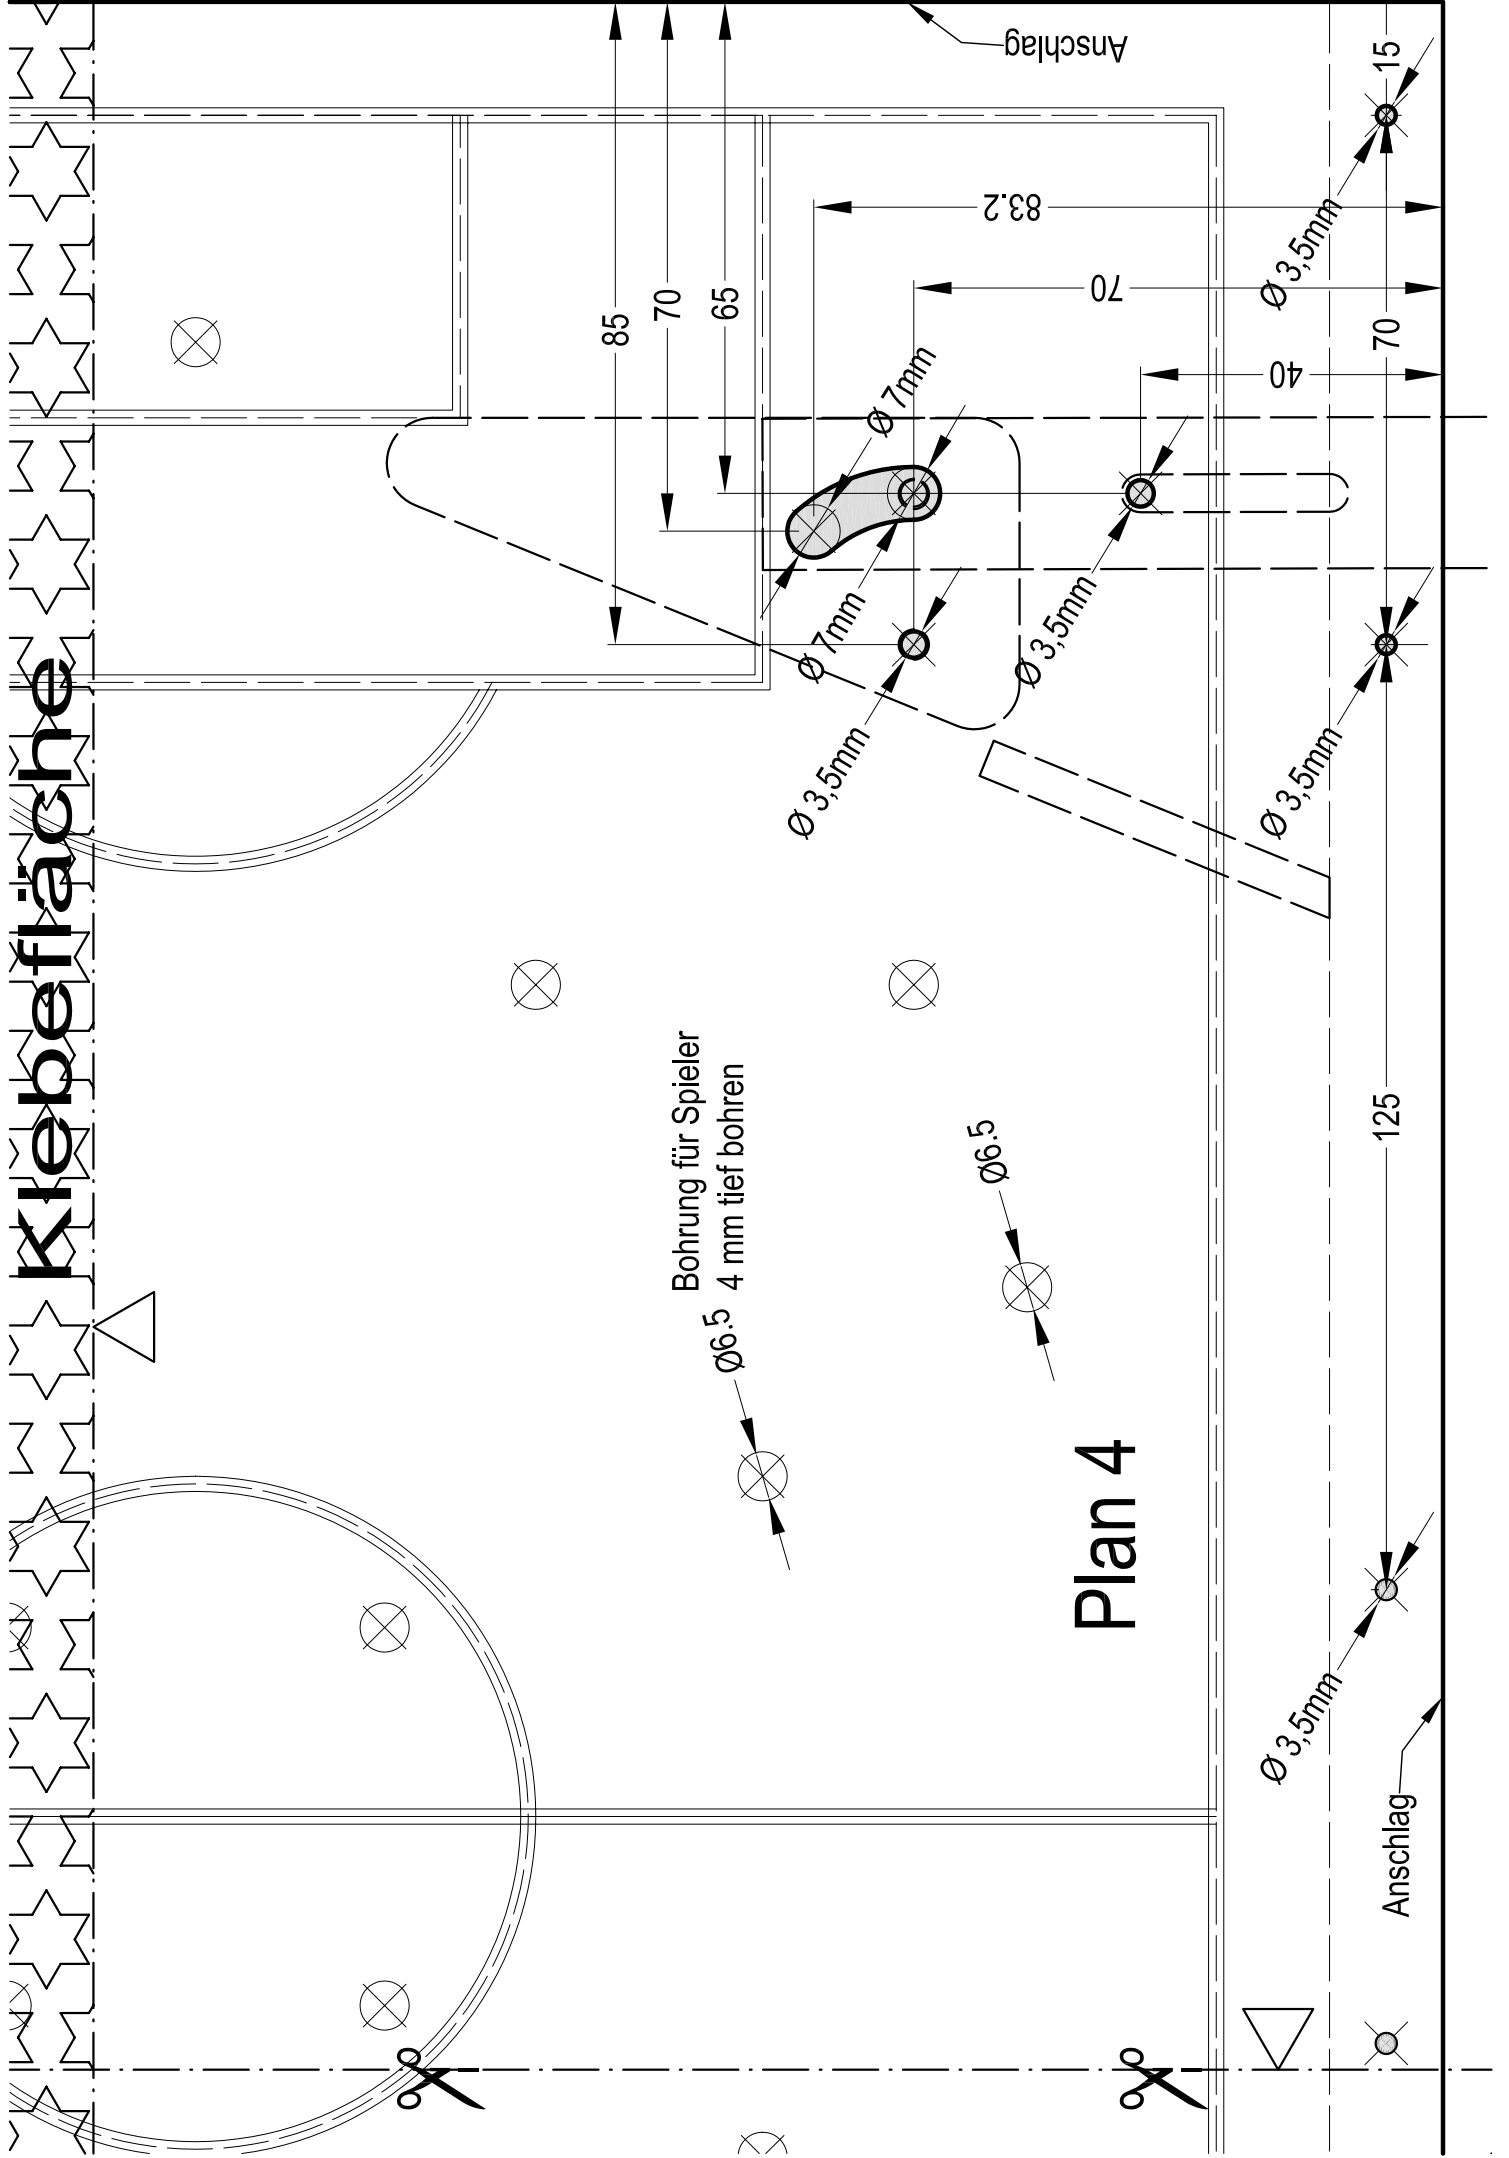 Klebefläche
Anschlag
85
70
65
83.2
70
40
15
70
125
Ø 7mm
Ø 7mm
Ø 3,5mm
Ø 3,5mm
Ø 3,5mm
Ø 3,5mm
Ø 3,5mm
Bohrung für Spieler
4 mm tief bohren
Ø6.5
Ø6.5
Plan 4
Anschlag